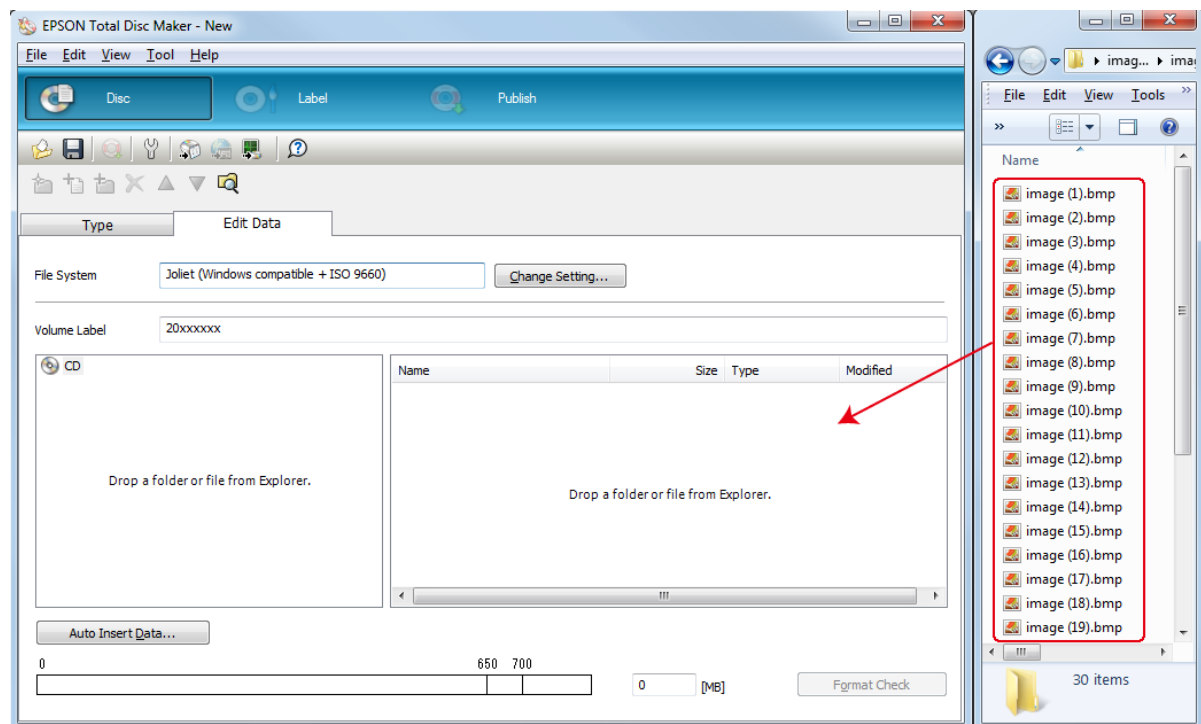 EPSON Total Disc Maker - New
File Edit View Tool Help
Disc Label Publish
Type Edit Data
File System Joliet (Windows compatible + ISO 9660) Change Setting...
Volume Label 20xxxxxx
CD
Drop a folder or file from Explorer.
Name Size Type Modified
Drop a folder or file from Explorer.
Auto Insert Data...
0 650 700
0 [MB] Format Check
imag... ima
File Edit View Tools »
»
Name
image (1).bmp
image (2).bmp
image (3).bmp
image (4).bmp
image (5).bmp
image (6).bmp
image (7).bmp
image (8).bmp
image (9).bmp
image (10).bmp
image (11).bmp
image (12).bmp
image (13).bmp
image (14).bmp
image (15).bmp
image (16).bmp
image (17).bmp
image (18).bmp
image (19).bmp
30 items